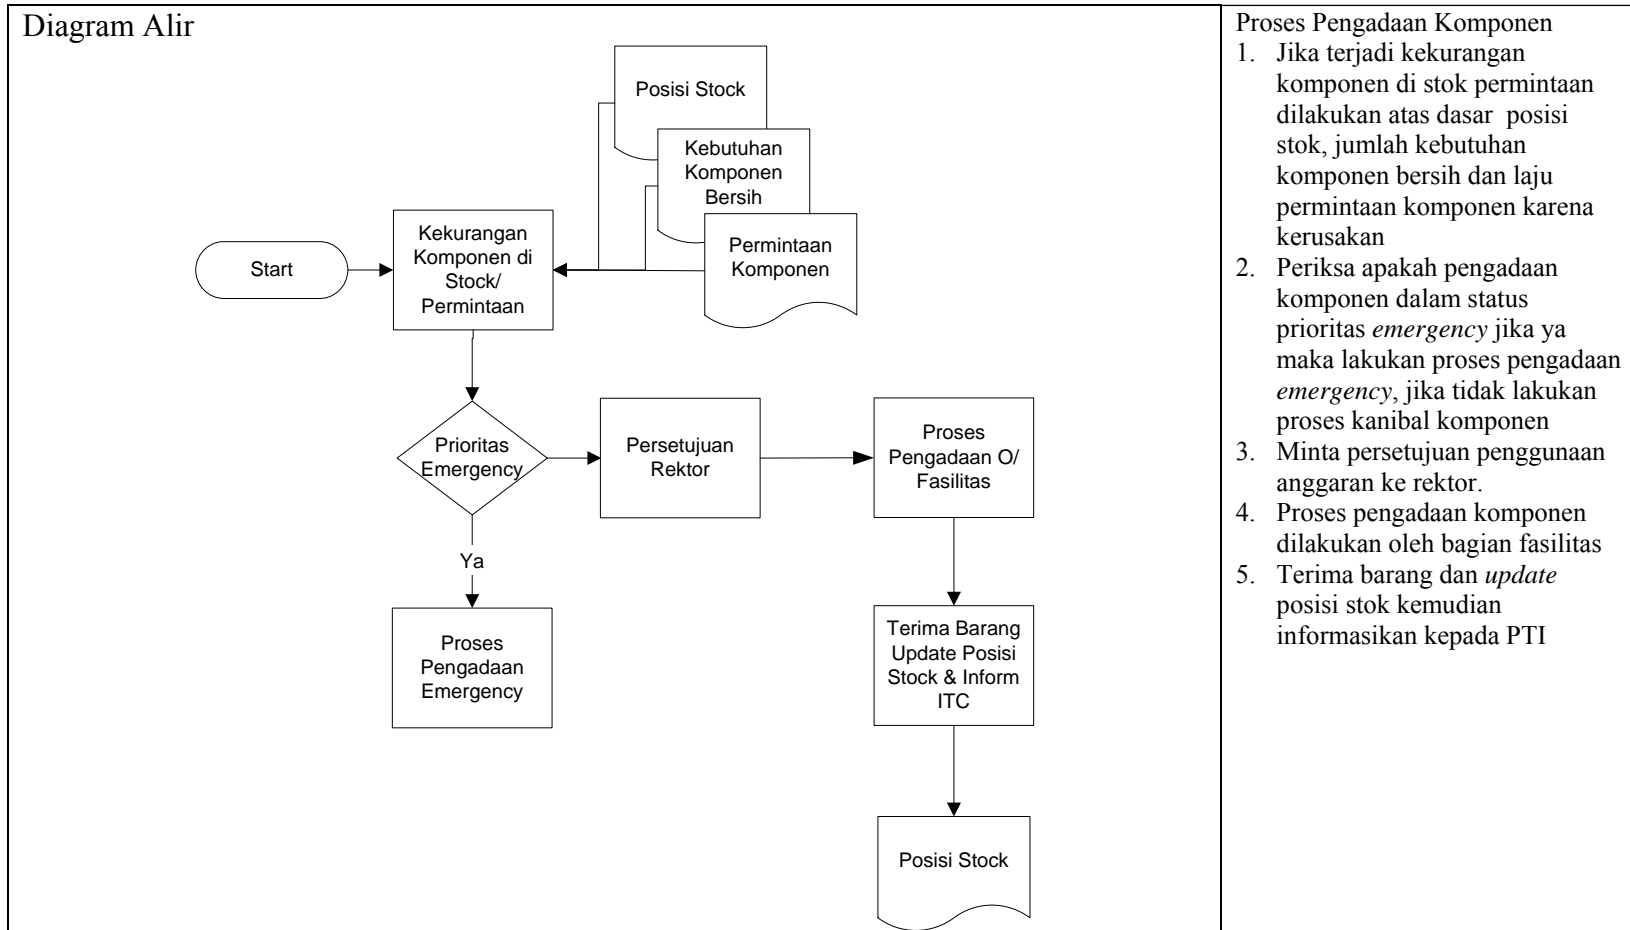 Diagram Alir
Posisi Stock
Kebutuhan
Komponen
Bersih
Permintaan
Komponen
Start
Kekurangan
Komponen di
Stock/
Permintaan
Prioritas
Emergency
Persetujuan
Rektor
Proses
Pengadaan O/
Fasilitas
Ya
Proses
Pengadaan
Emergency
Terima Barang
Update Posisi
Stock & Inform
ITC
Posisi Stock
Proses Pengadaan Komponen
1. Jika terjadi kekurangan
komponen di stok permintaan
dilakukan atas dasar posisi
stok, jumlah kebutuhan
komponen bersih dan laju
permintaan komponen karena
kerusakan
2. Periksa apakah pengadaan
komponen dalam status
prioritas emergency jika ya
maka lakukan proses pengadaan
emergency, jika tidak lakukan
proses kanibal komponen
3. Minta persetujuan penggunaan
anggaran ke rektor.
4. Proses pengadaan komponen
dilakukan oleh bagian fasilitas
5. Terima barang dan update
posisi stok kemudian
informasikan kepada PTI